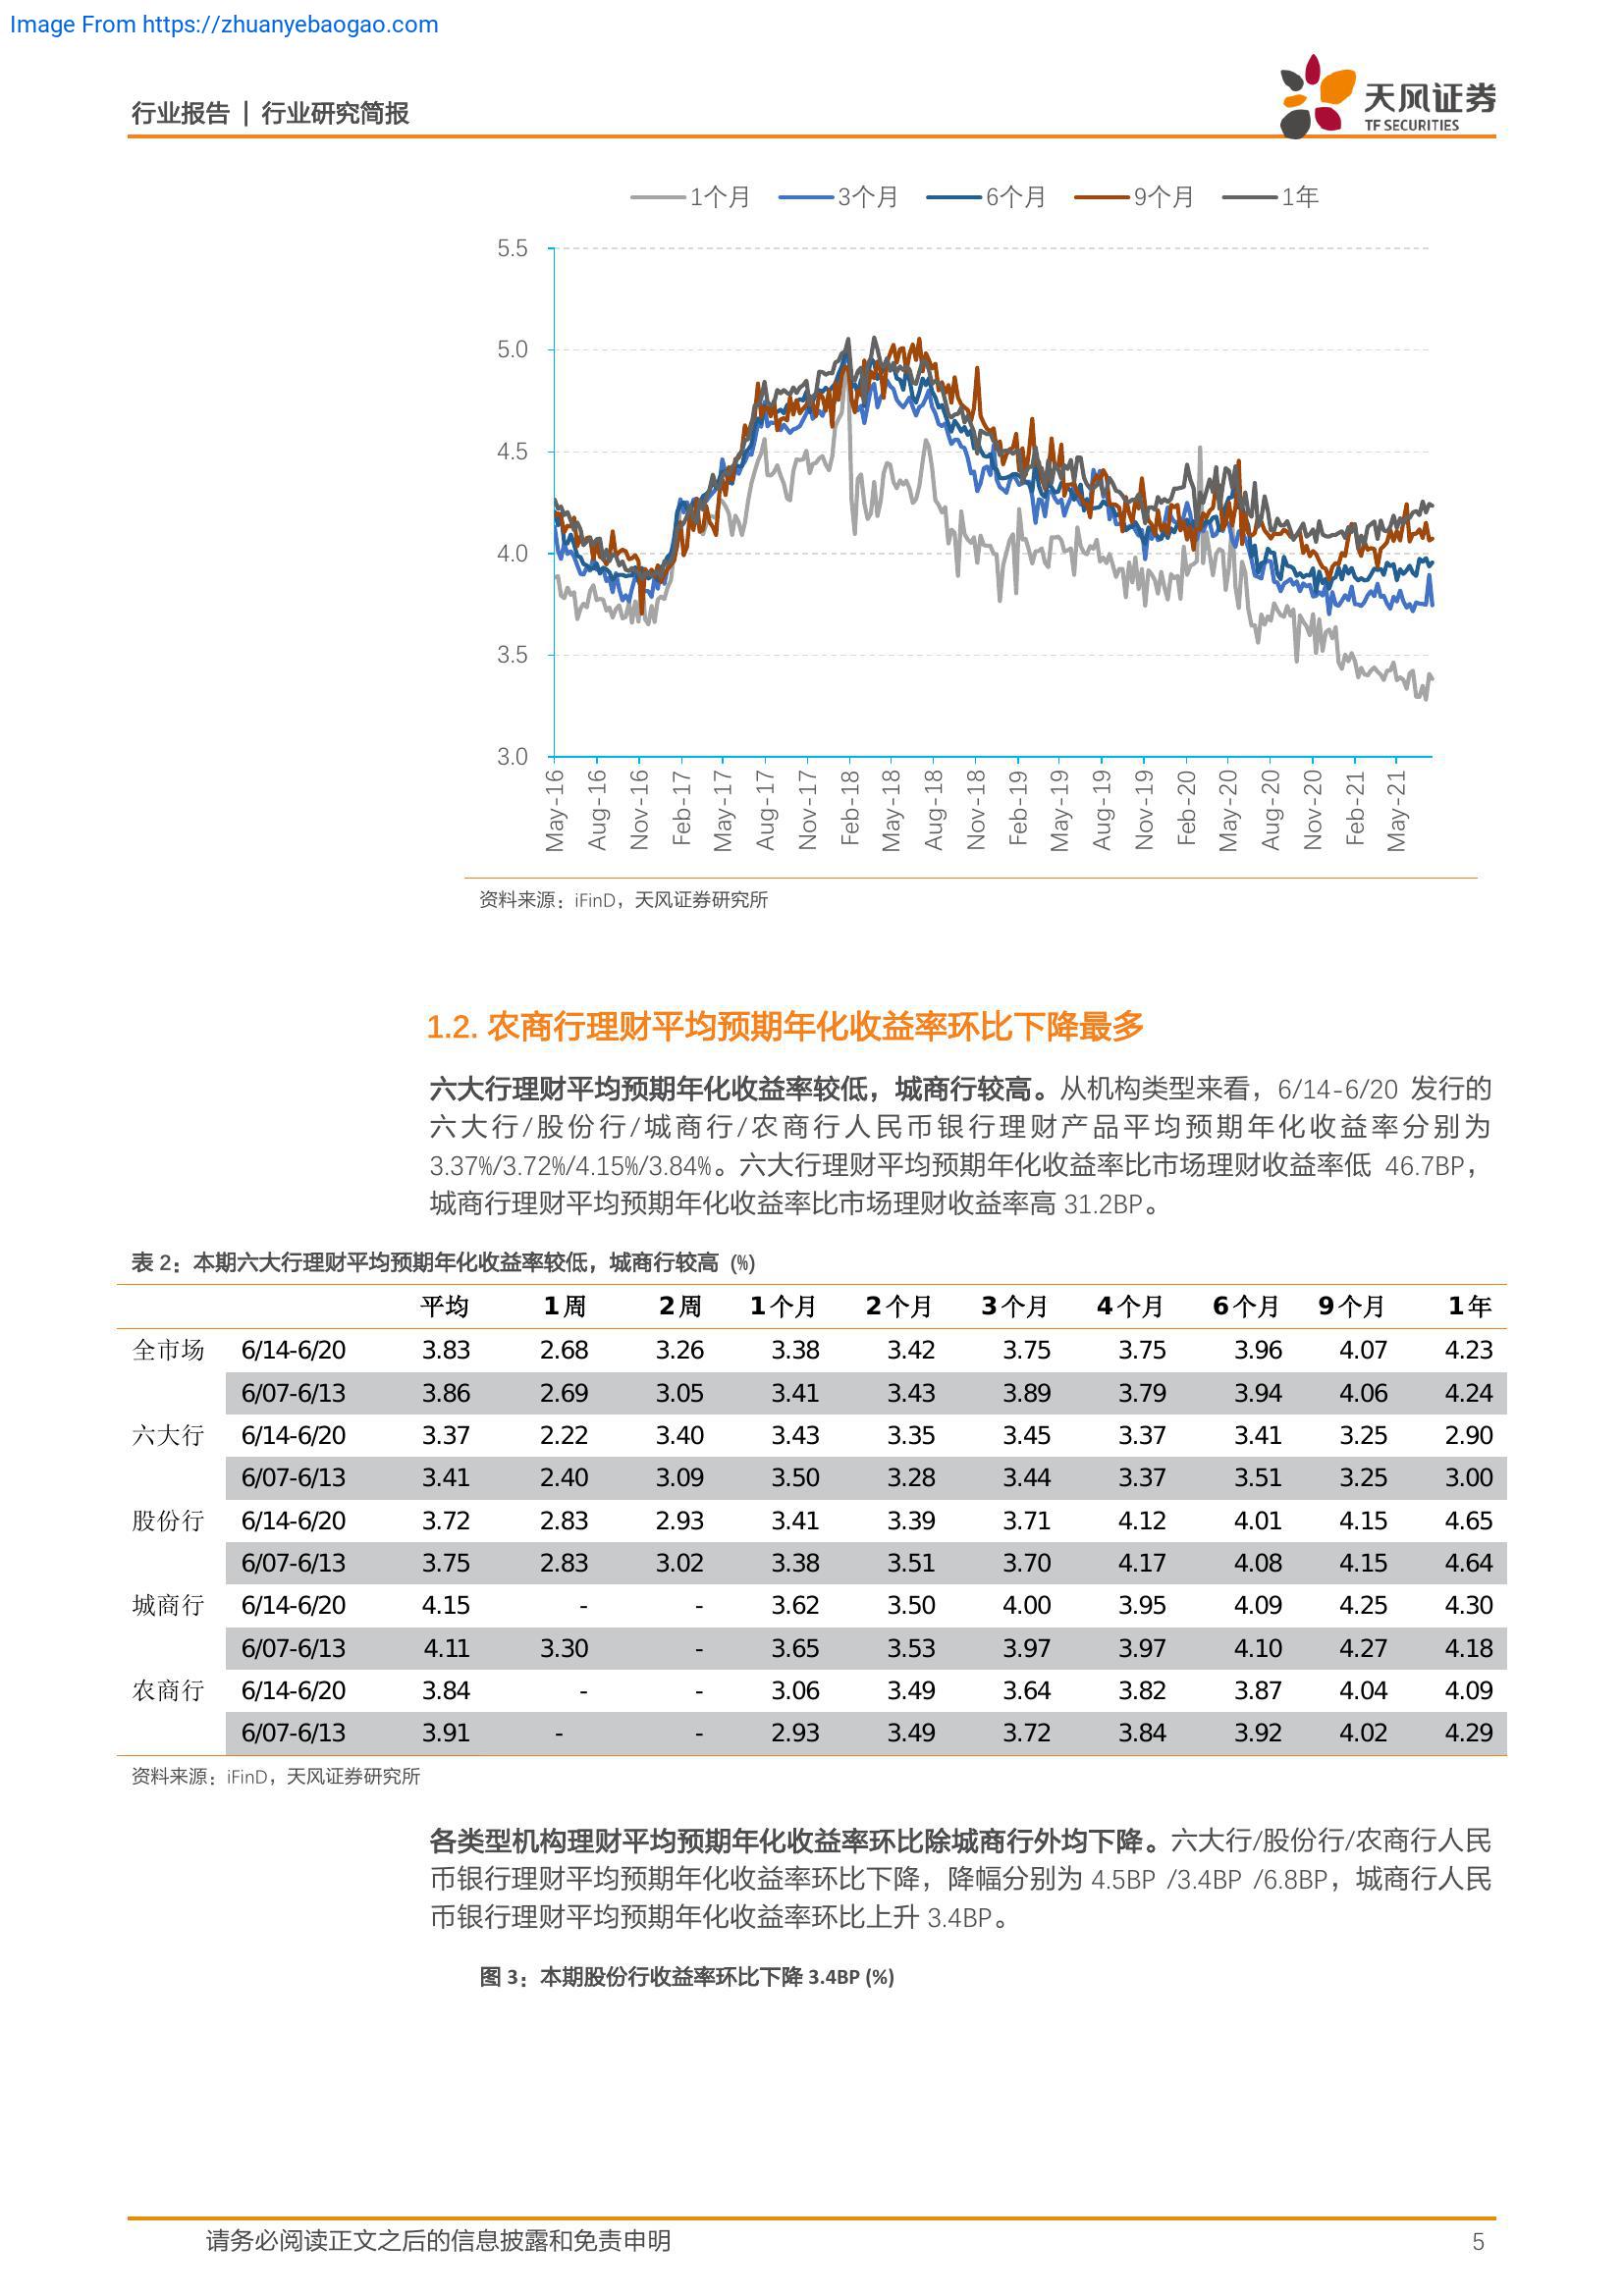 Image From https://zhuanyebaogao.com
行业报告 | 行业研究简报
天风证券
TF SECURITIES
1个月 3个月 6个月 9个月 1年
5.5
5.0
4.5
4.0
3.5
3.0
May-16 Aug-16 Nov-16 Feb-17 May-17 Aug-17 Nov-17 Feb-18 May-18 Aug-18 Nov-18 Feb-19 May-19 Aug-19 Nov-19 Feb-20 May-20 Aug-20 Nov-20 Feb-21 May-21
资料来源：iFinD，天风证券研究所
1.2. 农商行理财平均预期年化收益率环比下降最多
六大行理财平均预期年化收益率较低，城商行较高。从机构类型来看，6/14-6/20 发行的
六大行/股份行/城商行/农商行人民币银行理财产品平均预期年化收益率分别为
3.37%/3.72%/4.15%/3.84%。六大行理财平均预期年化收益率比市场理财收益率低 46.7BP，
城商行理财平均预期年化收益率比市场理财收益率高 31.2BP。
表 2：本期六大行理财平均预期年化收益率较低，城商行较高 (%)
平均 1周 2周 1个月 2个月 3个月 4个月 6个月 9个月 1年
全市场 6/14-6/20 3.83 2.68 3.26 3.38 3.42 3.75 3.75 3.96 4.07 4.23
6/07-6/13 3.86 2.69 3.05 3.41 3.43 3.89 3.79 3.94 4.06 4.24
六大行 6/14-6/20 3.37 2.22 3.40 3.43 3.35 3.45 3.37 3.41 3.25 2.90
6/07-6/13 3.41 2.40 3.09 3.50 3.28 3.44 3.37 3.51 3.25 3.00
股份行 6/14-6/20 3.72 2.83 2.93 3.41 3.39 3.71 4.12 4.01 4.15 4.65
6/07-6/13 3.75 2.83 3.02 3.38 3.51 3.70 4.17 4.08 4.15 4.64
城商行 6/14-6/20 4.15 - - 3.62 3.50 4.00 3.95 4.09 4.25 4.30
6/07-6/13 4.11 3.30 - 3.65 3.53 3.97 3.97 4.10 4.27 4.18
农商行 6/14-6/20 3.84 - - 3.06 3.49 3.64 3.82 3.87 4.04 4.09
6/07-6/13 3.91 - - 2.93 3.49 3.72 3.84 3.92 4.02 4.29
资料来源：iFinD，天风证券研究所
各类型机构理财平均预期年化收益率环比除城商行外均下降。六大行/股份行/农商行人民
币银行理财平均预期年化收益率环比下降，降幅分别为 4.5BP /3.4BP /6.8BP，城商行人民
币银行理财平均预期年化收益率环比上升 3.4BP。
图 3：本期股份行收益率环比下降 3.4BP (%)
请务必阅读正文之后的信息披露和免责申明 5